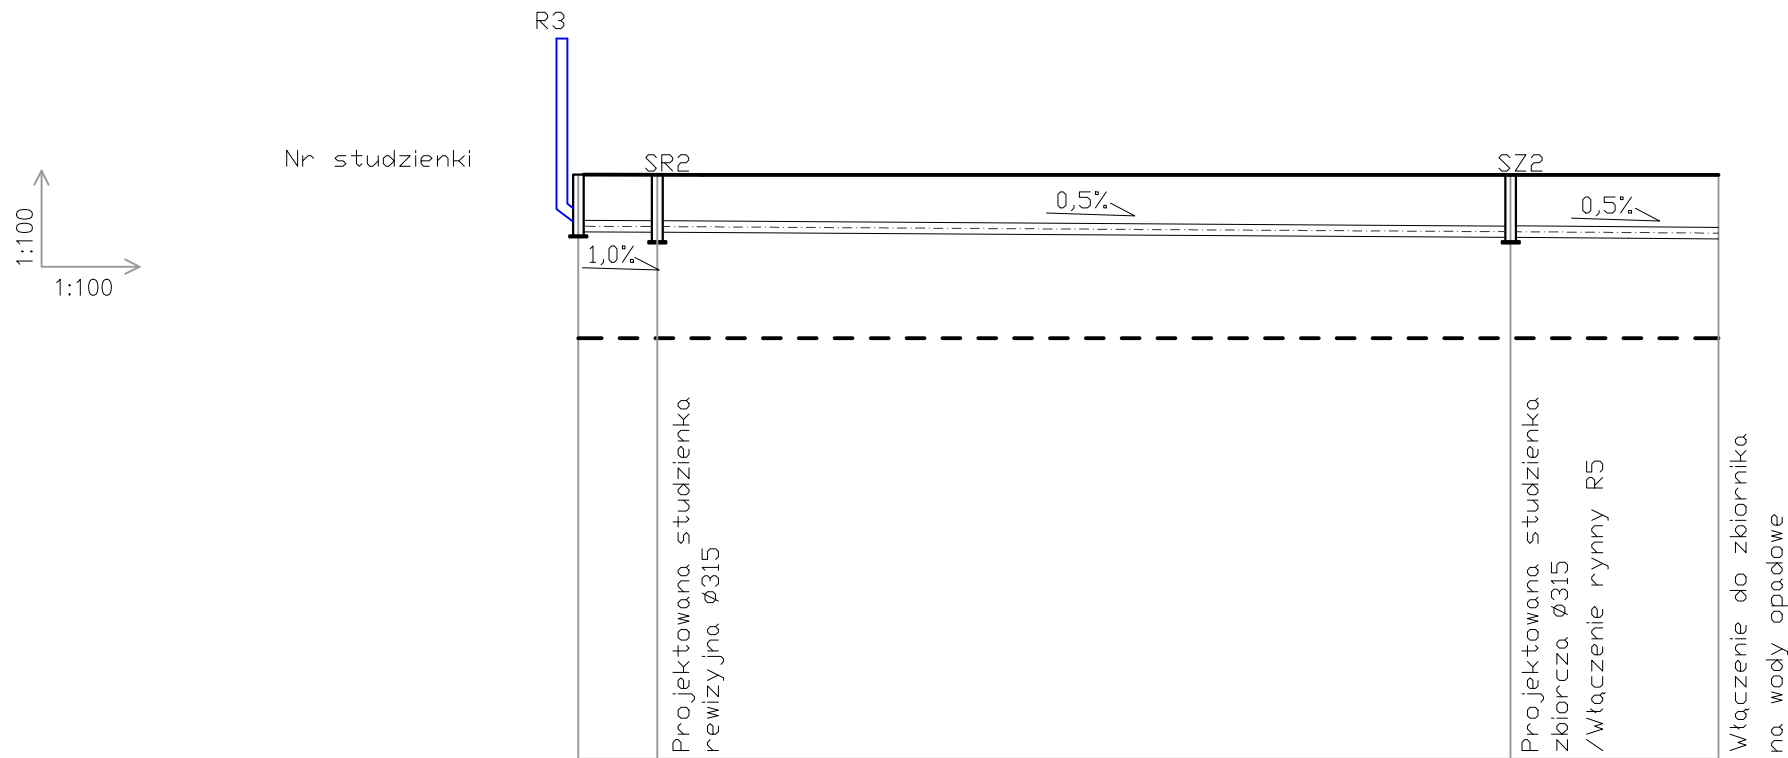 R3
Nr studzienki
SR2
SZ2
0,5%
0,5%
1,0%
1:100
1:100
Projektowana studzienka
rewizyjna ø315
Projektowana studzienka
zbiorcza ø315
/Włączenie rynny R5
Włączenie do zbiornika
na wody opadowe